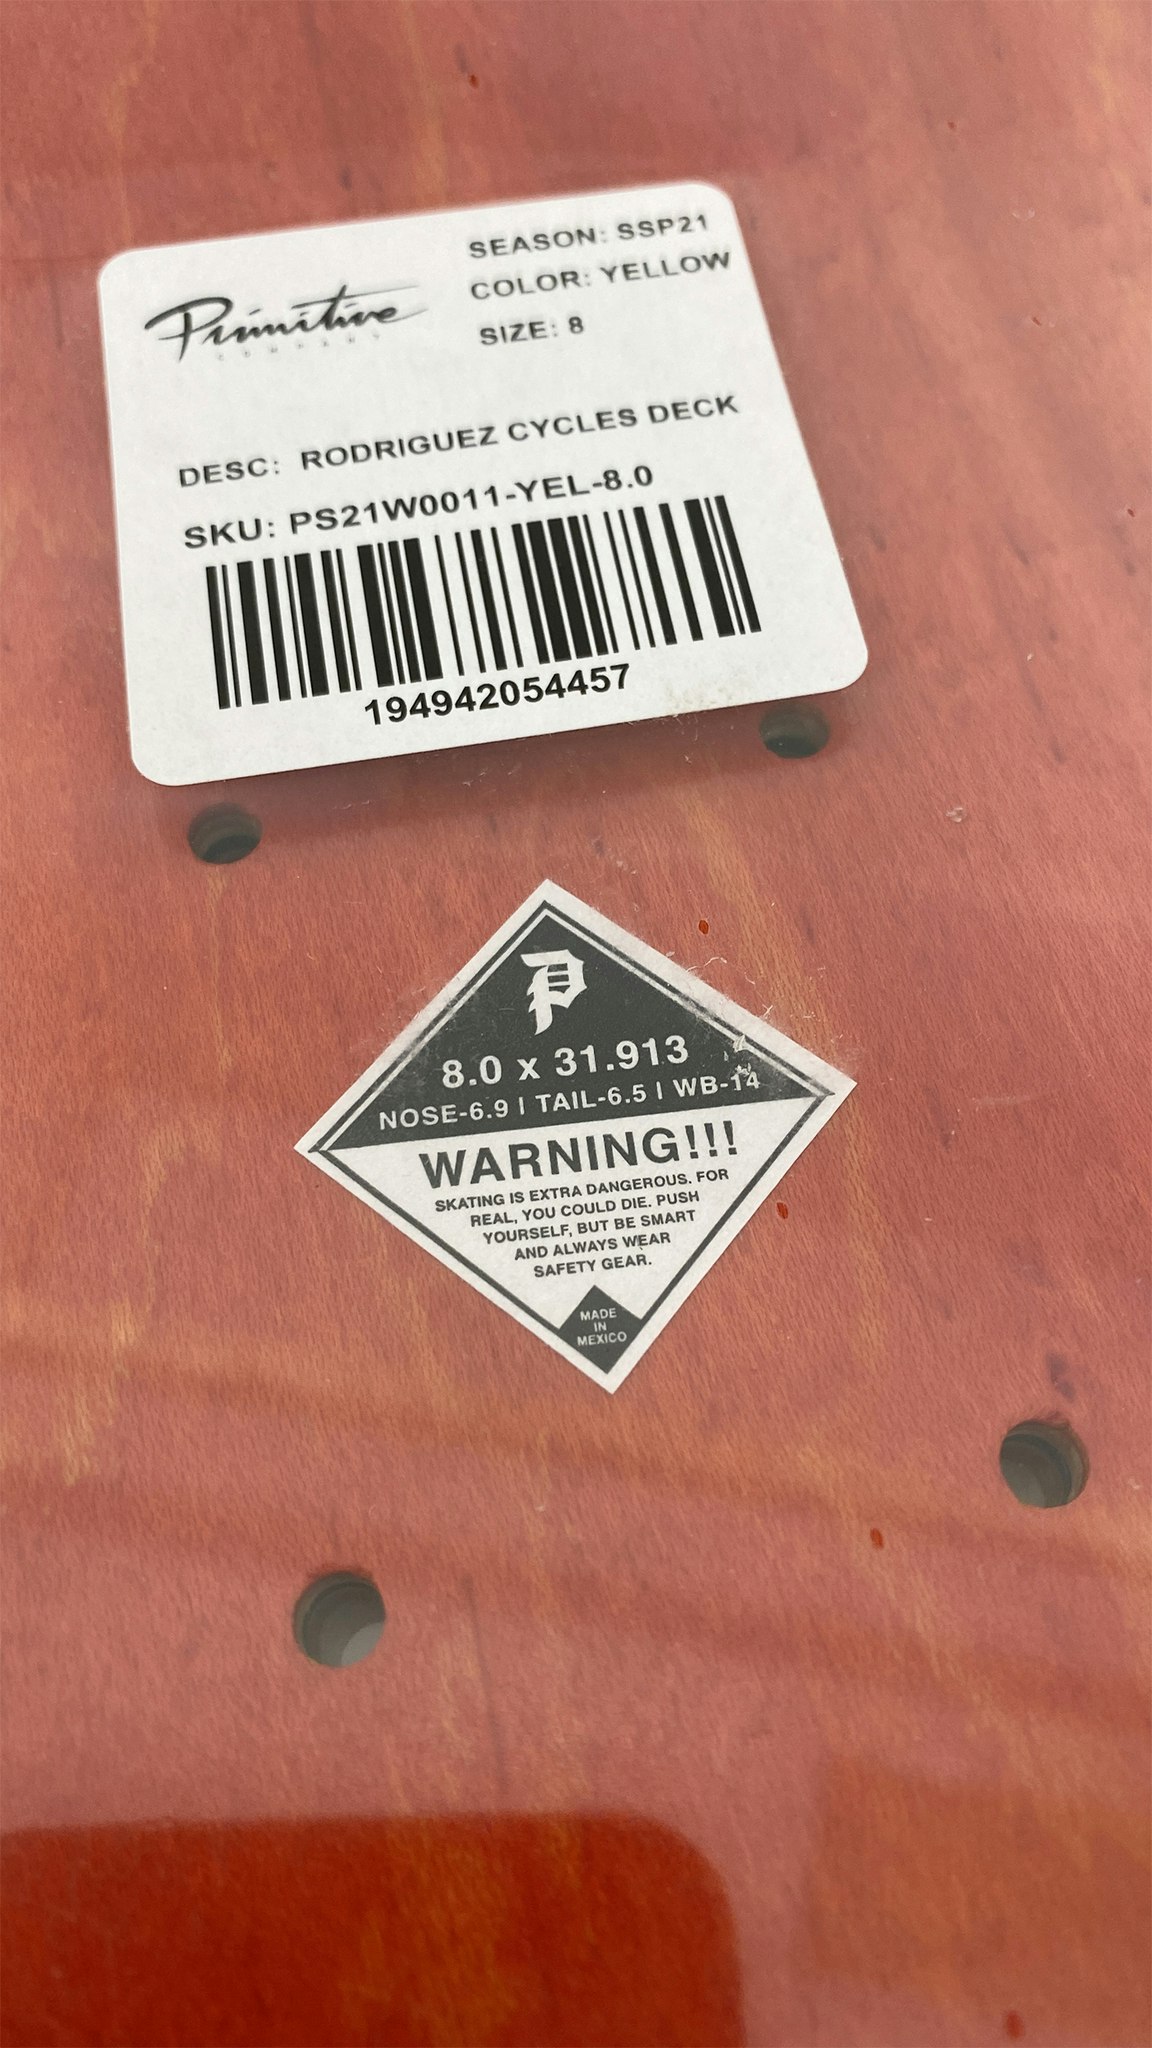 Primitive
COMPANY
SEASON: SSP21
COLOR: YELLOW
SIZE: 8
DESC: RODRIGUEZ CYCLES DECK
SKU: PS21W0011-YEL-8.0
194942054457
P
8.0 x 31.913
NOSE-6.9 | TAIL-6.5 | WB-14
WARNING!!!
SKATING IS EXTRA DANGEROUS. FOR
REAL, YOU COULD DIE. PUSH
YOURSELF, BUT BE SMART
AND ALWAYS WEAR
SAFETY GEAR.
MADE
IN
MEXICO